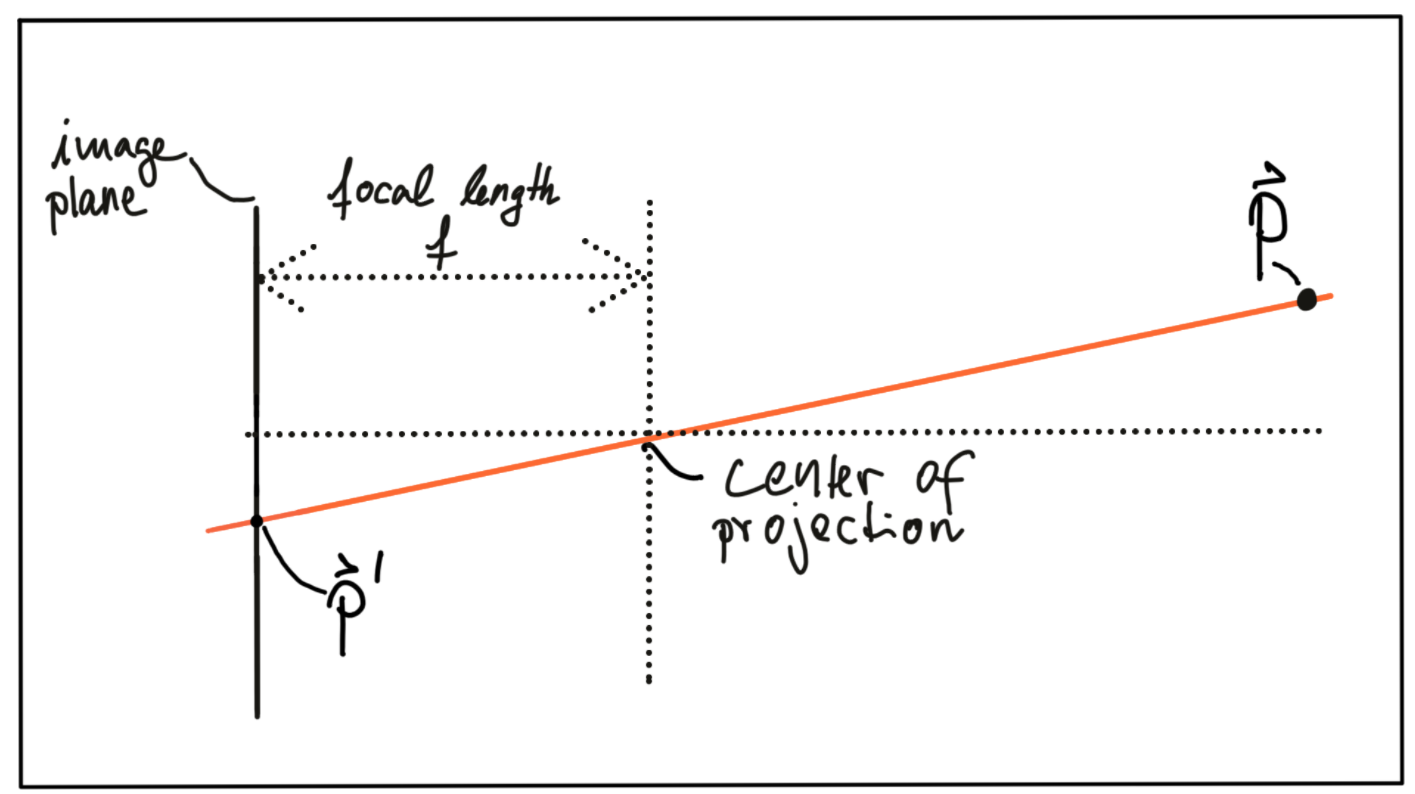 image
plane
focal length
f
p⃗
center of
projection
p⃗'